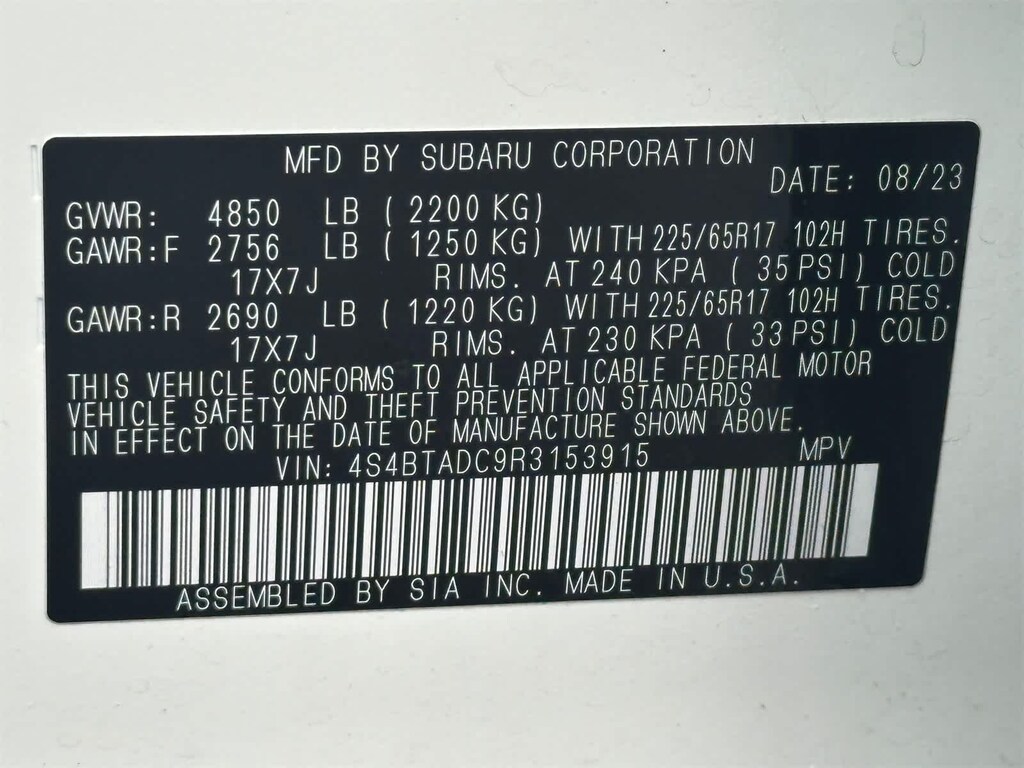 MFD BY SUBARU CORPORATION
DATE: 08/23
GVWR: 4850 LB ( 2200 KG)
GAWR:F 2756 LB ( 1250 KG) WITH 225/65R17 102H TIRES.
17X7J RIMS. AT 240 KPA ( 35 PSI) COLD
GAWR:R 2690 LB ( 1220 KG) WITH 225/65R17 102H TIRES.
17X7J RIMS. AT 230 KPA ( 33 PSI) COLD
THIS VEHICLE CONFORMS TO ALL APPLICABLE FEDERAL MOTOR
VEHICLE SAFETY AND THEFT PREVENTION STANDARDS
IN EFFECT ON THE DATE OF MANUFACTURE SHOWN ABOVE.
VIN: 4S4BTADC9R3153915 MPV
ASSEMBLED BY SIA INC. MADE IN U.S.A.